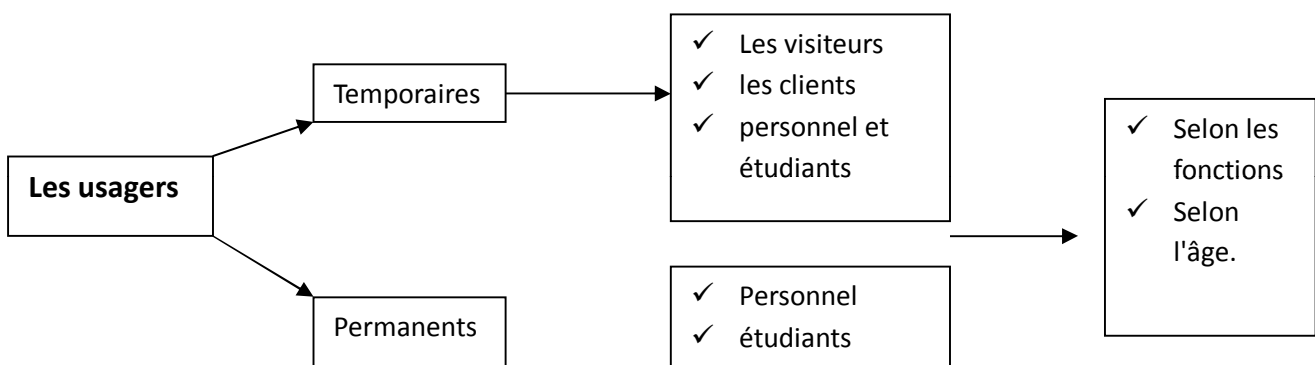 Les usagers
Temporaires
✓ Les visiteurs
✓ les clients
✓ personnel et
étudiants
Permanents
✓ Personnel
✓ étudiants
✓ Selon les
fonctions
✓ Selon
l'âge.